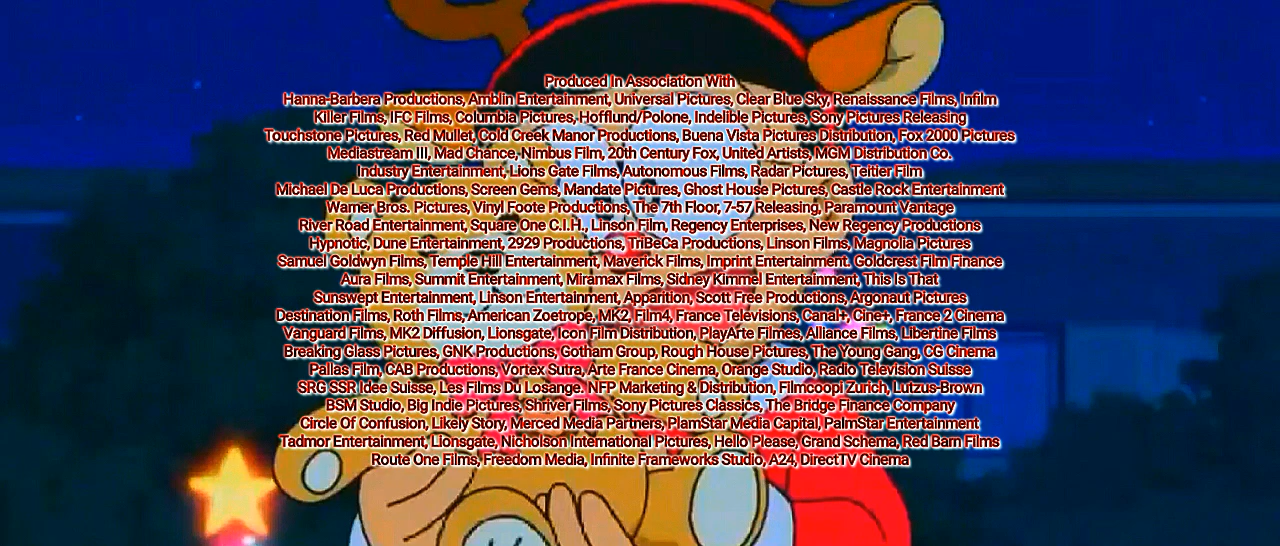 Produced In Association With
Hanna-Barbera Productions, Amblin Entertainment, Universal Pictures, Clear Blue Sky, Renaissance Films, Infilm
Killer Films, IFC Films, Columbia Pictures, Hofflund/Polone, Indelible Pictures, Sony Pictures Releasing
Touchstone Pictures, Red Mullet, Cold Creek Manor Productions, Buena Vista Pictures Distribution, Fox 2000 Pictures
Mediastream III, Mad Chance, Nimbus Film, 20th Century Fox, United Artists, MGM Distribution Co.
Industry Entertainment, Lions Gate Films, Autonomous Films, Radar Pictures, Teitler Film
Michael De Luca Productions, Screen Gems, Mandate Pictures, Ghost House Pictures, Castle Rock Entertainment
Warner Bros. Pictures, Vinyl Foote Productions, The 7th Floor, 7-57 Releasing, Paramount Vantage
River Road Entertainment, Square One C.I.H., Linson Film, Regency Enterprises, New Regency Productions
Hypnotic, Dune Entertainment, 2929 Productions, TriBeCa Productions, Linson Films, Magnolia Pictures
Samuel Goldwyn Films, Temple Hill Entertainment, Maverick Films, Imprint Entertainment. Goldcrest Film Finance
Aura Films, Summit Entertainment, Miramax Films, Sidney Kimmel Entertainment, This Is That
Sunswept Entertainment, Linson Entertainment, Apparition, Scott Free Productions, Argonaut Pictures
Destination Films, Roth Films, American Zoetrope, MK2, Film4, France Télévisions, Canal+, Ciné+, France 2 Cinema
Vanguard Films, MK2 Diffusion, Lionsgate, Icon Film Distribution, PlayArte Filmes, Alliance Films, Libertine Films
Breaking Glass Pictures, GNK Productions, Gotham Group, Rough House Pictures, The Young Gang, CG Cinema
Pallas Film, CAB Productions, Vortex Sutra, Arte France Cinema, Orange Studio, Radio Television Suisse
SRG SSR Idee Suisse, Les Films Du Losange. NFP Marketing & Distribution, Filmcoopi Zurich, Lutzus-Brown
BSM Studio, Big Indie Pictures, Shriver Films, Sony Pictures Classics, The Bridge Finance Company
Circle Of Confusion, Likely Story, Merced Media Partners, PlamStar Media Capital, PalmStar Entertainment
Tadmor Entertainment, Lionsgate, Nicholson International Pictures, Hello Please, Grand Schema, Red Barn Films
Route One Films, Freedom Media, Infinite Frameworks Studio, A24, DirectTV Cinema